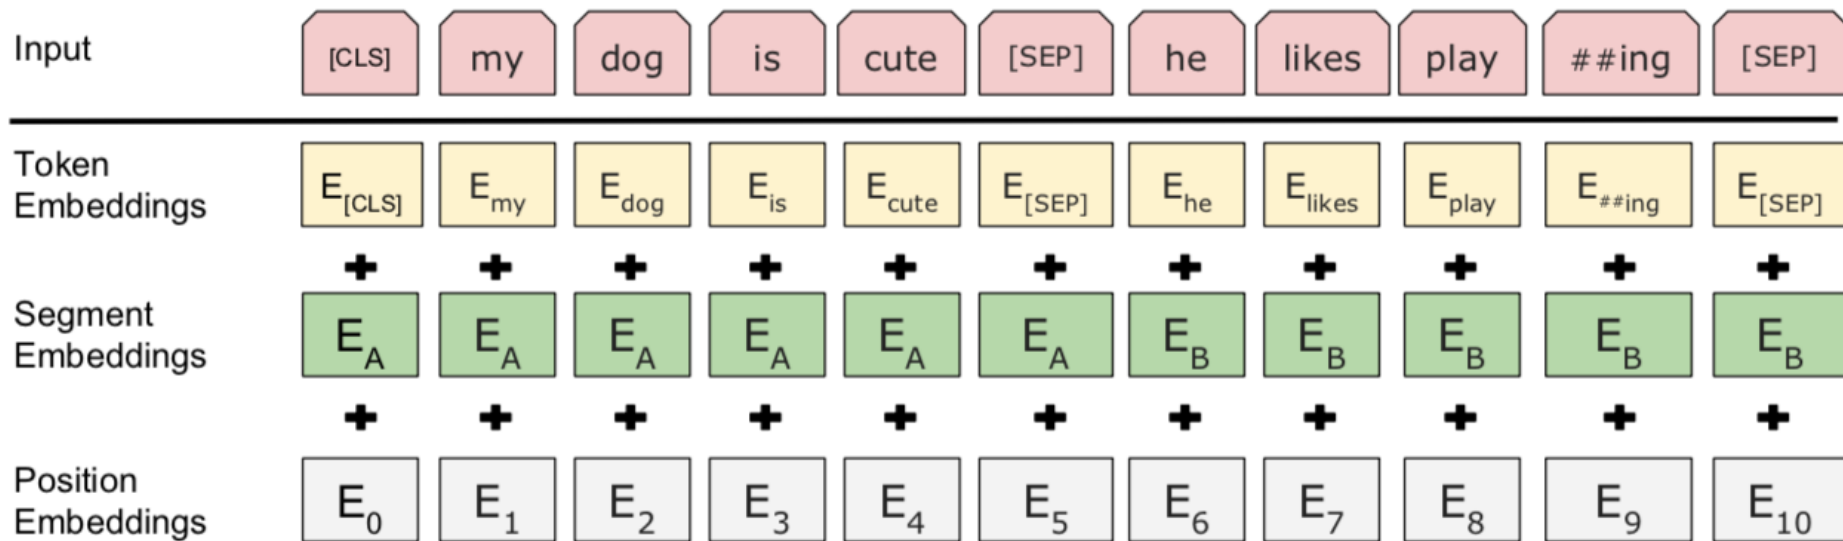 Input [CLS] my dog is cute [SEP] he likes play ##ing [SEP]
Token
Embeddings E[CLS] Emy Edog Eis Ecute E[SEP] Ehe Elikes Eplay E##ing E[SEP]
+ + + + + + + + + + +
Segment
Embeddings EA EA EA EA EA EA EB EB EB EB EB
+ + + + + + + + + + +
Position
Embeddings E0 E1 E2 E3 E4 E5 E6 E7 E8 E9 E10